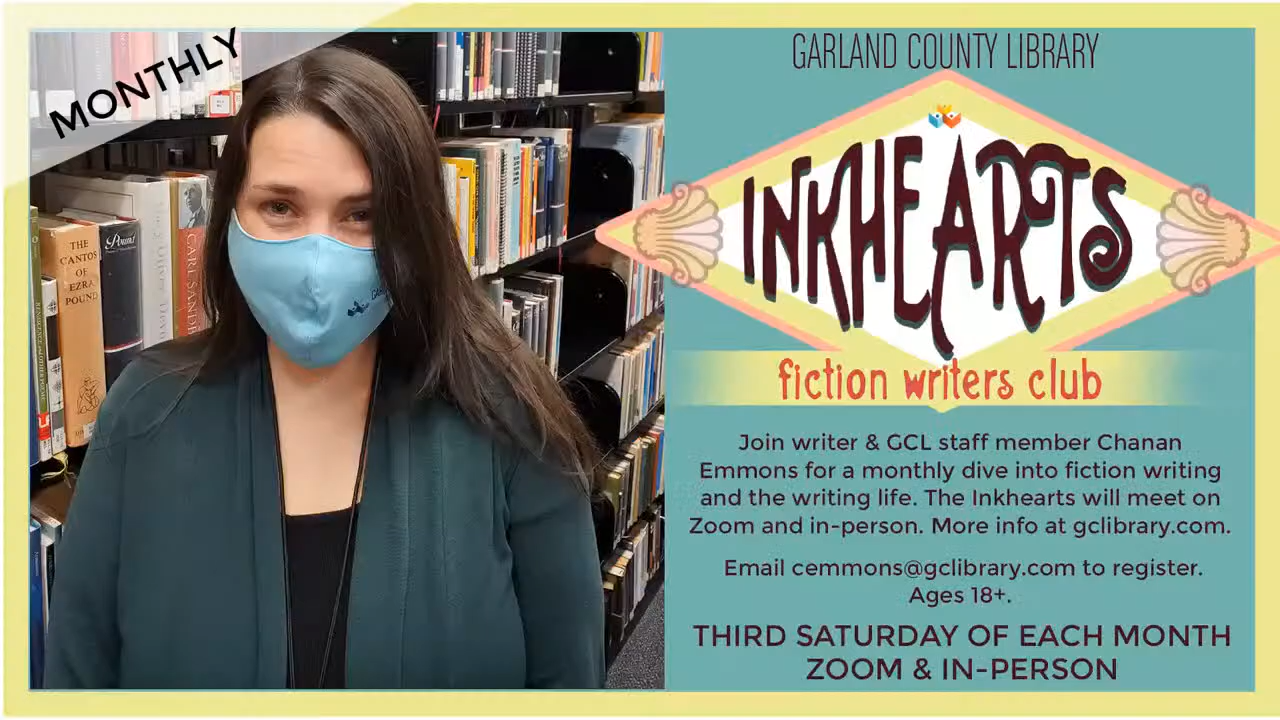 MONTHLY
GARLAND COUNTY LIBRARY
INKHEARTS
fiction writers club
Join writer & GCL staff member Chanan
Emmons for a monthly dive into fiction writing
and the writing life. The Inkhearts will meet on
Zoom and in-person. More info at gclibrary.com.
Email cemmons@gclibrary.com to register.
Ages 18+.
THIRD SATURDAY OF EACH MONTH
ZOOM & IN-PERSON
THE
CANTOS
OF
EZRA
POUND
Pound
CARL SAND